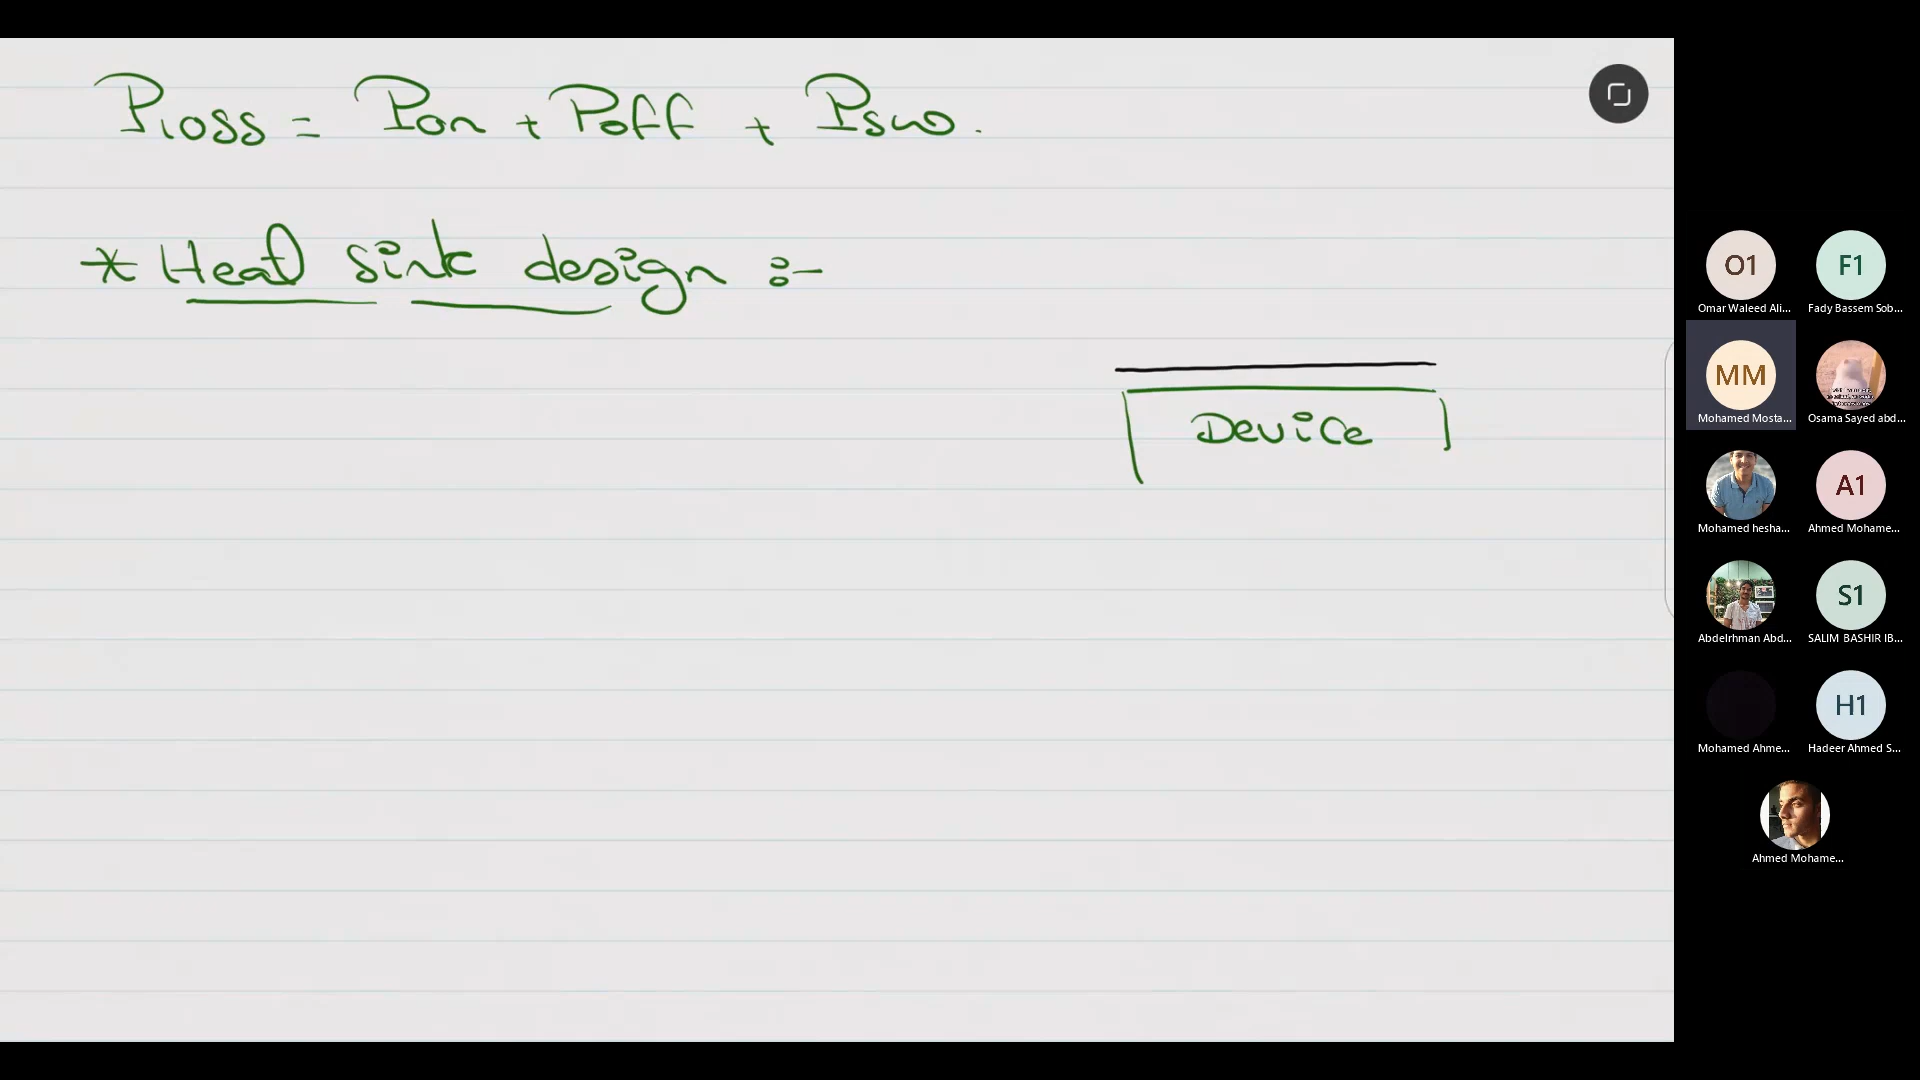 Ploss = Pon + Poff + Psw.
* Heat sink design :-
Device
O1
F1
Omar Waleed Ali...
Fady Bassem Sob...
MM
Mohamed Mosta...
Osama Sayed abd...
A1
Mohamed hesha...
Ahmed Mohame...
S1
Abdelrhman Abd...
SALIM BASHIR IB...
H1
Mohamed Ahme...
Hadeer Ahmed S...
Ahmed Mohame...